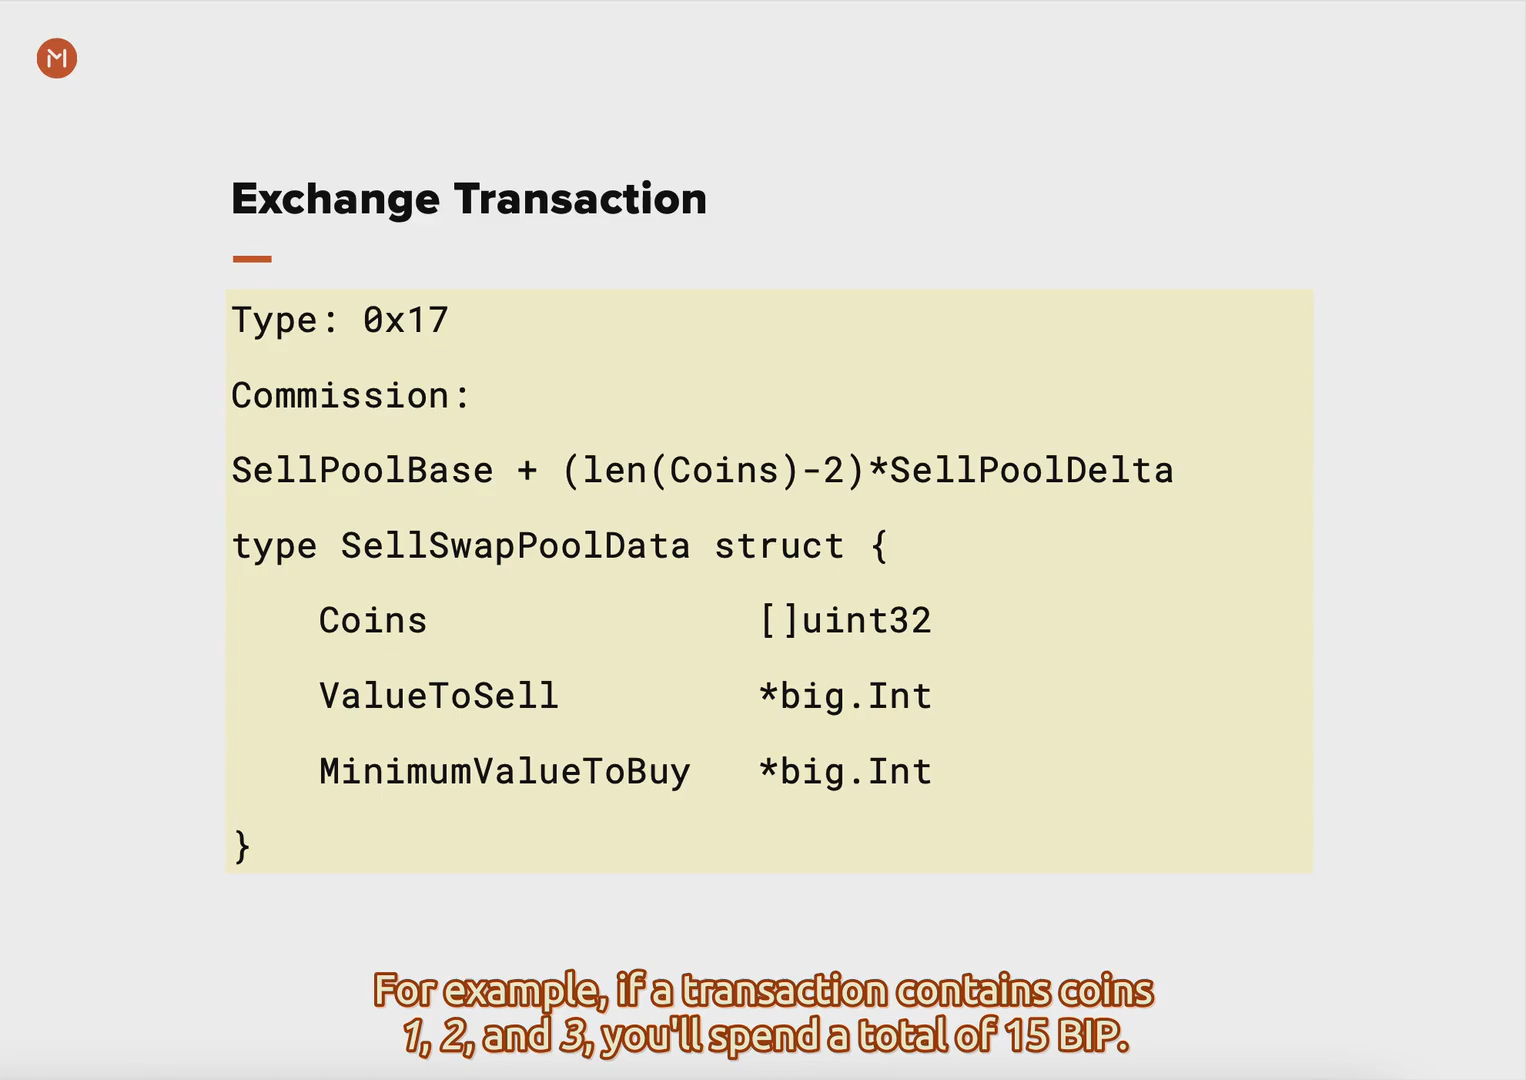 Exchange Transaction
Type: 0x17
Commission:
SellPoolBase + (len(Coins)-2)*SellPoolDelta
type SellSwapPoolData struct {
Coins []uint32
ValueToSell *big.Int
MinimumValueToBuy *big.Int
}
For example, if a transaction contains coins
1, 2, and 3, you'll spend a total of 15 BIP.